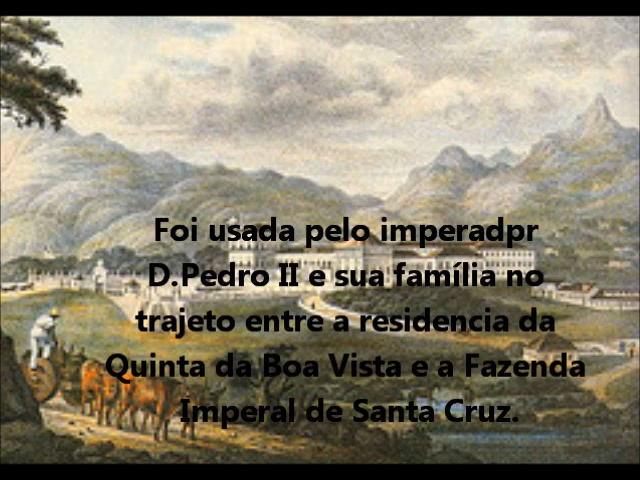 Foi usada pelo imperadpr
D.Pedro II e sua família no
trajeto entre a residencia da
Quinta da Boa Vista e a Fazenda
Imperal de Santa Cruz.